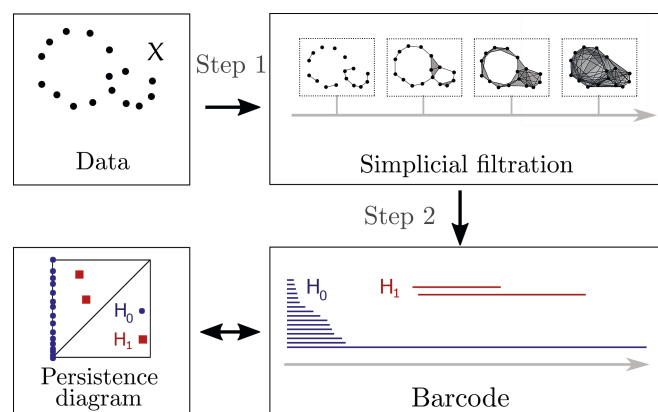 X
Data
Step 1
Simplicial filtration
Step 2
H₀
H₁
Persistence
diagram
H₀
H₁
Barcode